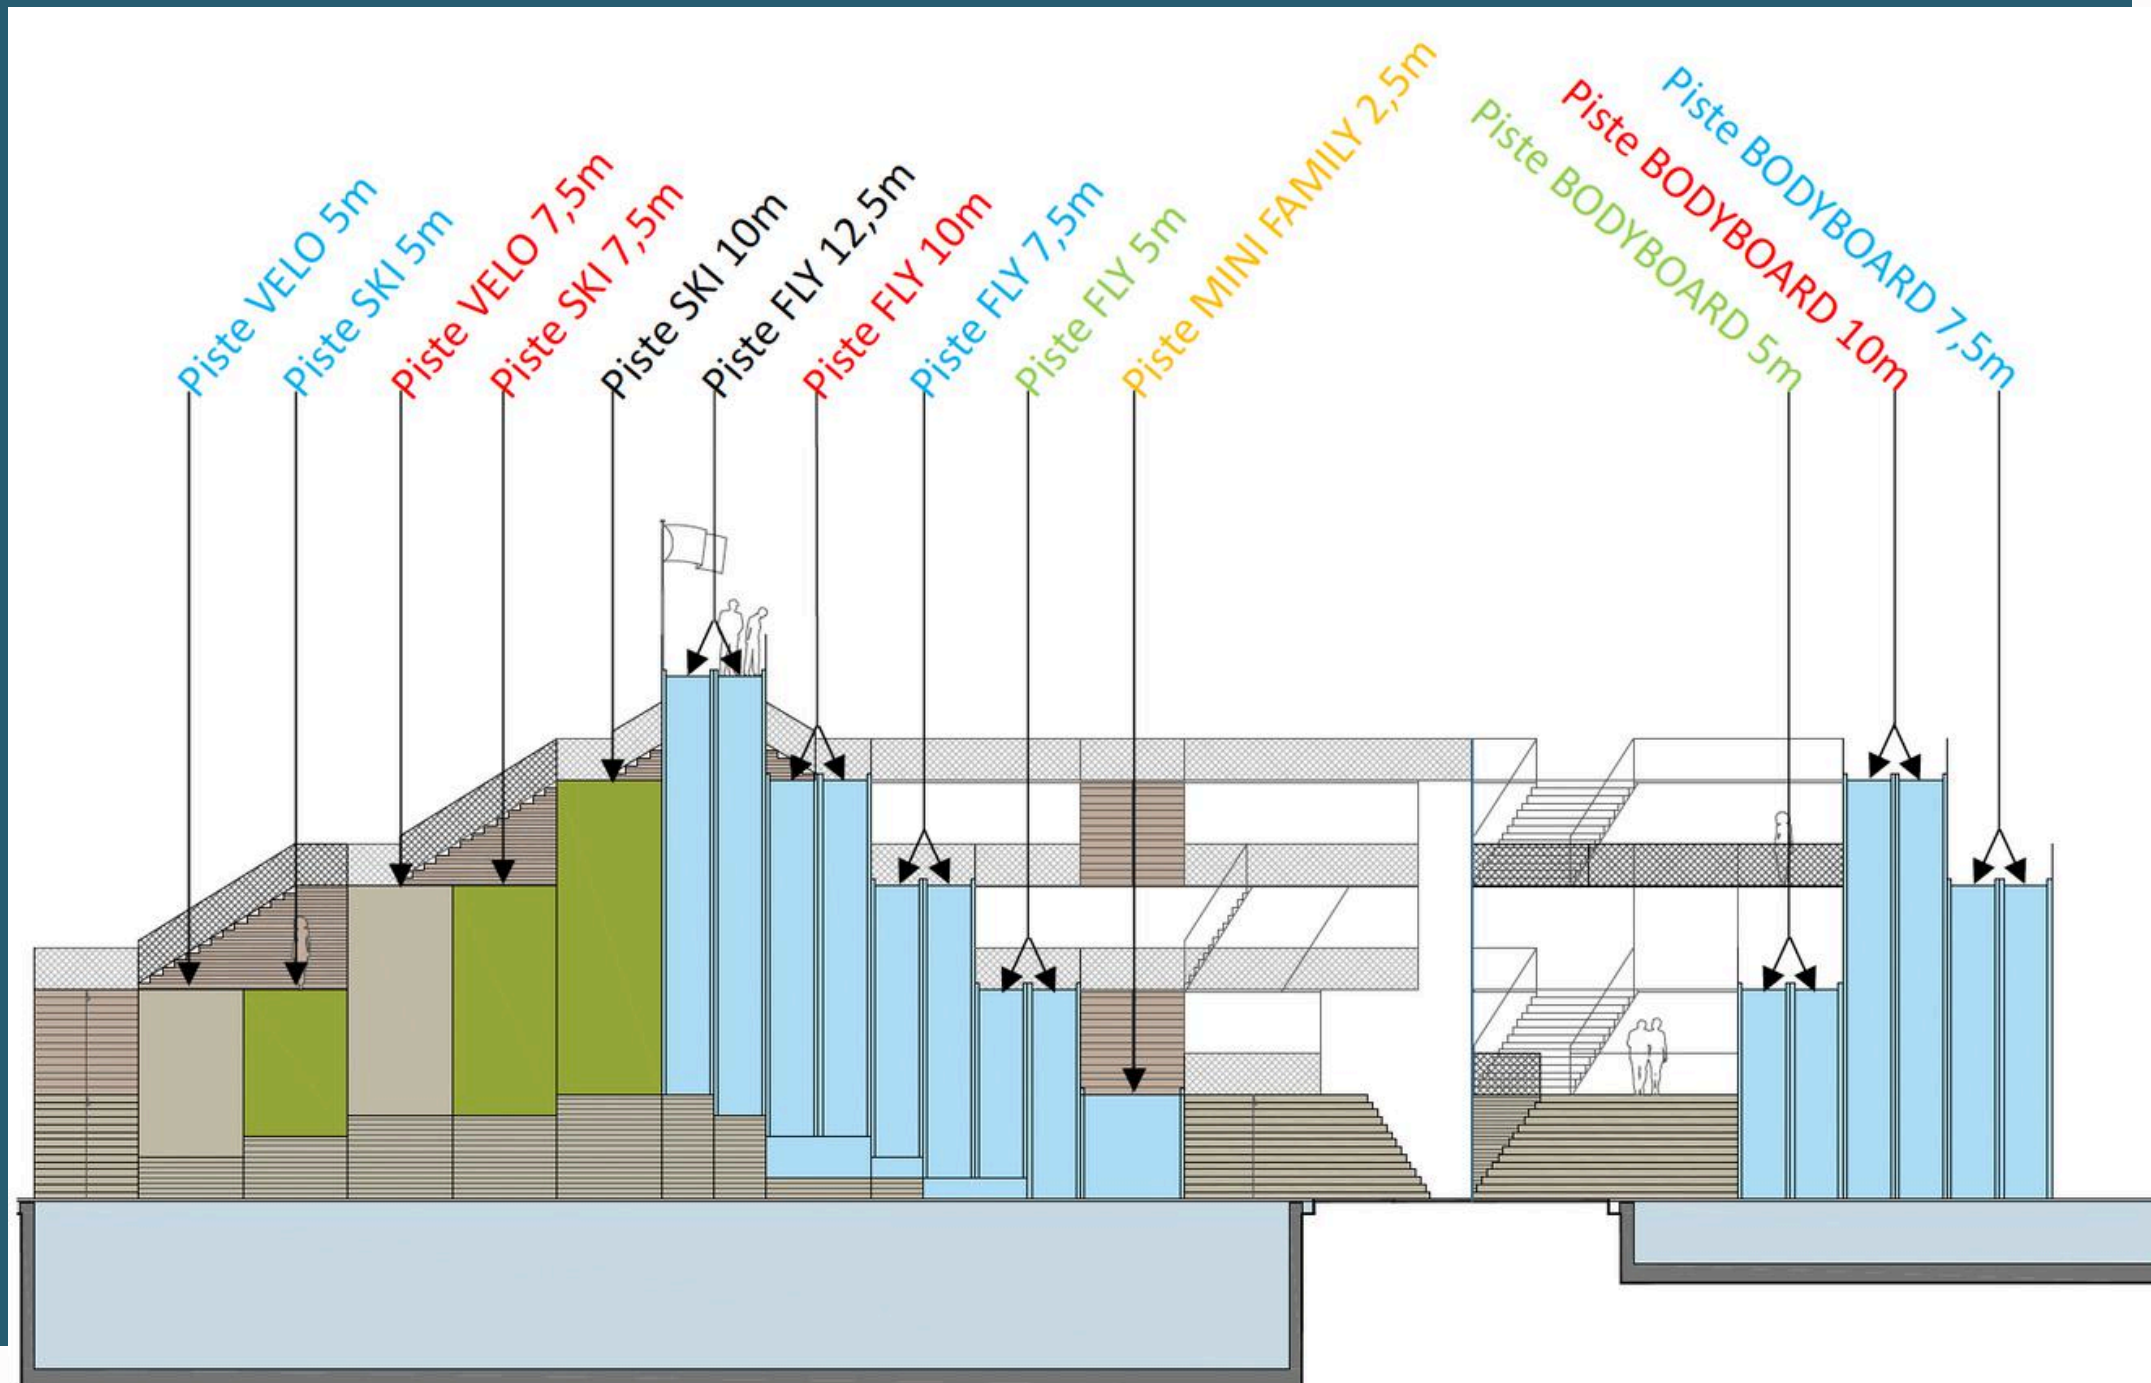 Piste VELO 5m
Piste SKI 5m
Piste VELO 7,5m
Piste SKI 7,5m
Piste SKI 10m
Piste FLY 12,5m
Piste FLY 10m
Piste FLY 7,5m
Piste FLY 5m
Piste MINI FAMILY 2,5m
Piste BODYBOARD 5m
Piste BODYBOARD 10m
Piste BODYBOARD 7,5m